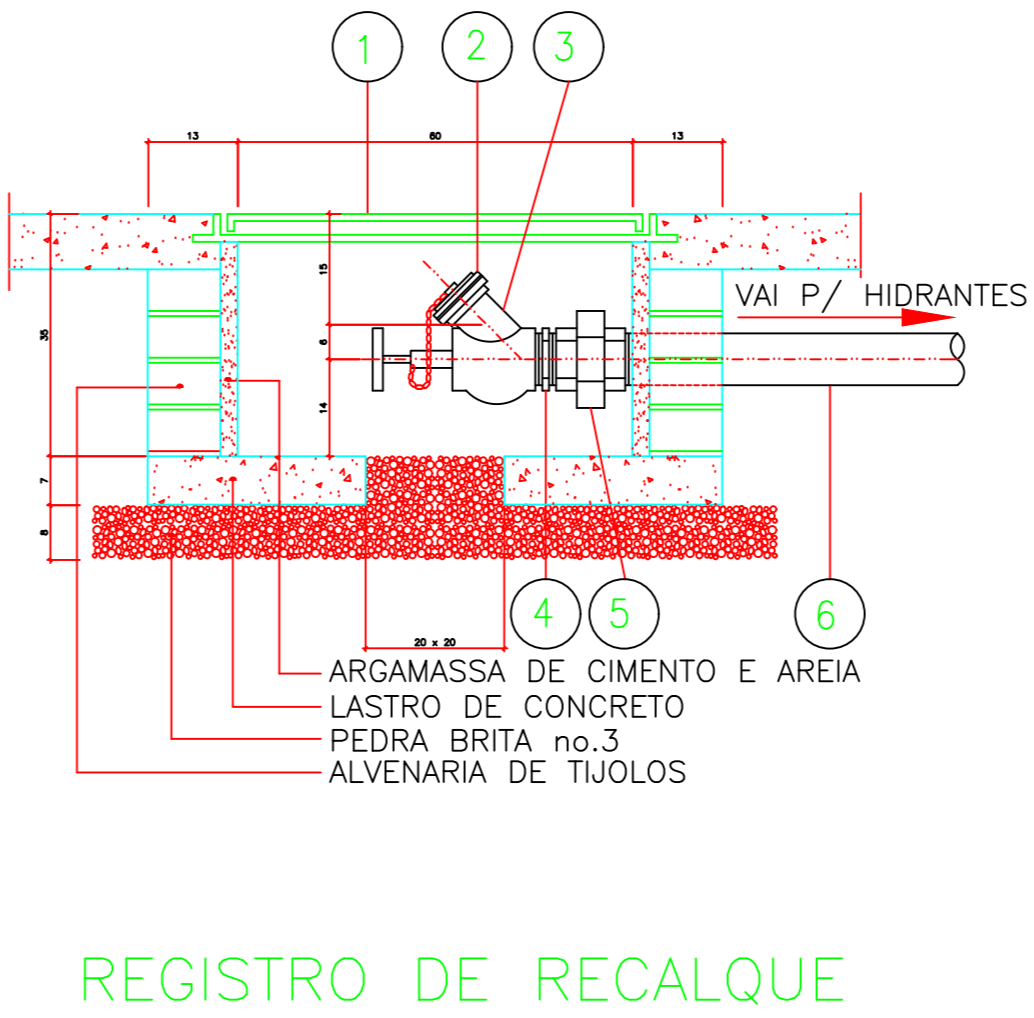 1 2 3
13 60 13
15
VAI P/ HIDRANTES
35
6
14
7
8
4 5 6
20 x 20
ARGAMASSA DE CIMENTO E AREIA
LASTRO DE CONCRETO
PEDRA BRITA no.3
ALVENARIA DE TIJOLOS
REGISTRO DE RECALQUE